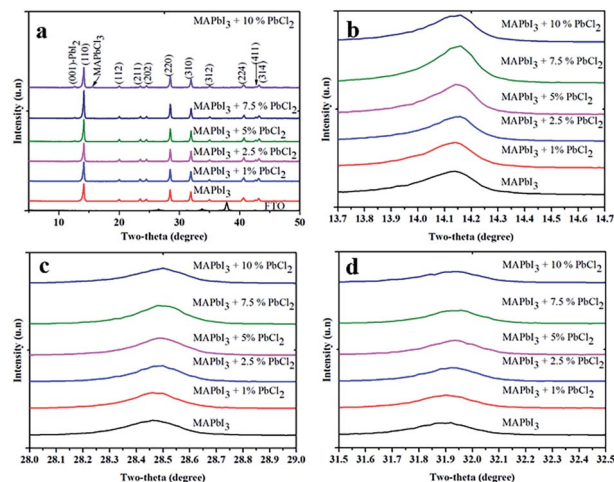 MAPbI3 + 10 % PbCl2
a
(001)-PbI2
(110)
MAPbCl3
(112)
(211)
(202)
(220)
(310)
(312)
(224)
(411)
(314)
MAPbI3 + 7.5 % PbCl2
MAPbI3 + 5% PbCl2
MAPbI3 + 2.5 % PbCl2
MAPbI3 + 1% PbCl2
MAPbI3
FTO
Intensity (u.n)
10 20 30 40 50
Two-theta (degree)
b
MAPbI3 + 10 % PbCl2
MAPbI3 + 7.5% PbCl2
MAPbI3 + 5% PbCl2
MAPbI3 + 2.5 % PbCl2
MAPbI3 + 1% PbCl2
MAPbI3
Intensity (u.n)
13.7 13.8 13.9 14.0 14.1 14.2 14.3 14.4 14.5 14.6 14.7
Two-theta (degree)
c
MAPbI3 + 10 % PbCl2
MAPbI3 + 7.5% PbCl2
MAPbI3 + 5% PbCl2
MAPbI3 + 2.5% PbCl2
MAPbI3 + 1% PbCl2
MAPbI3
Intensity (u.n)
28.0 28.1 28.2 28.3 28.4 28.5 28.6 28.7 28.8 28.9 29.0
Two-theta (degree)
d
MAPbI3 + 10 % PbCl2
MAPbI3 + 7.5% PbCl2
MAPbI3 + 5% PbCl2
MAPbI3 + 2.5% PbCl2
MAPbI3 + 1% PbCl2
MAPbI3
Intensity (u.n)
31.5 31.6 31.7 31.8 31.9 32.0 32.1 32.2 32.3 32.4 32.5
Two-theta (degree)